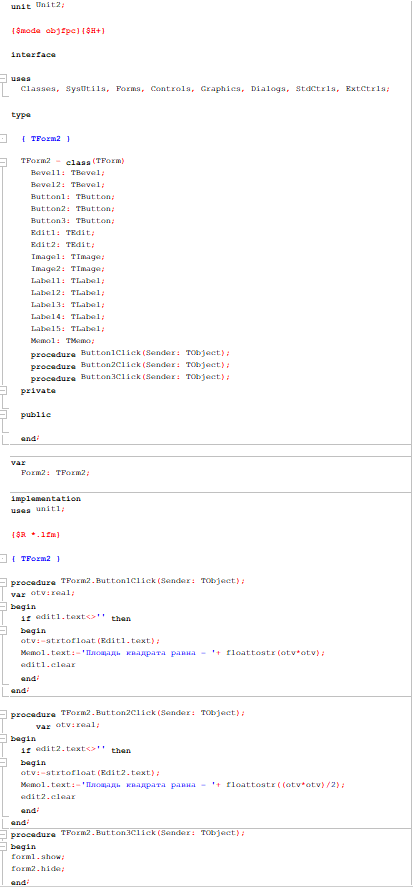 unit Unit2;
{$mode objfpc}{$H+}
interface
uses
Classes, SysUtils, Forms, Controls, Graphics, Dialogs, StdCtrls, ExtCtrls;
type
{ TForm2 }
TForm2 = class(TForm)
Bevel1: TBevel;
Bevel2: TBevel;
Button1: TButton;
Button2: TButton;
Button3: TButton;
Edit1: TEdit;
Edit2: TEdit;
Image1: TImage;
Image2: TImage;
Label1: TLabel;
Label2: TLabel;
Label3: TLabel;
Label4: TLabel;
Label5: TLabel;
Memo1: TMemo;
procedure Button1Click(Sender: TObject);
procedure Button2Click(Sender: TObject);
procedure Button3Click(Sender: TObject);
private
public
end;
var
Form2: TForm2;
implementation
uses unit1;
{$R *.lfm}
{ TForm2 }
procedure TForm2.Button1Click(Sender: TObject);
var otv:real;
begin
if edit1.text<>'' then
begin
otv:=strtofloat(Edit1.text);
Memo1.text:='Площадь квадрата равна = '+ floattostr(otv*otv);
edit1.clear
end;
end;
procedure TForm2.Button2Click(Sender: TObject);
var otv:real;
begin
if edit2.text<>'' then
begin
otv:=strtofloat(Edit2.text);
Memo1.text:='Площадь квадрата равна = '+ floattostr((otv*otv)/2);
edit2.clear
end;
end;
procedure TForm2.Button3Click(Sender: TObject);
begin
form1.show;
form2.hide;
end;